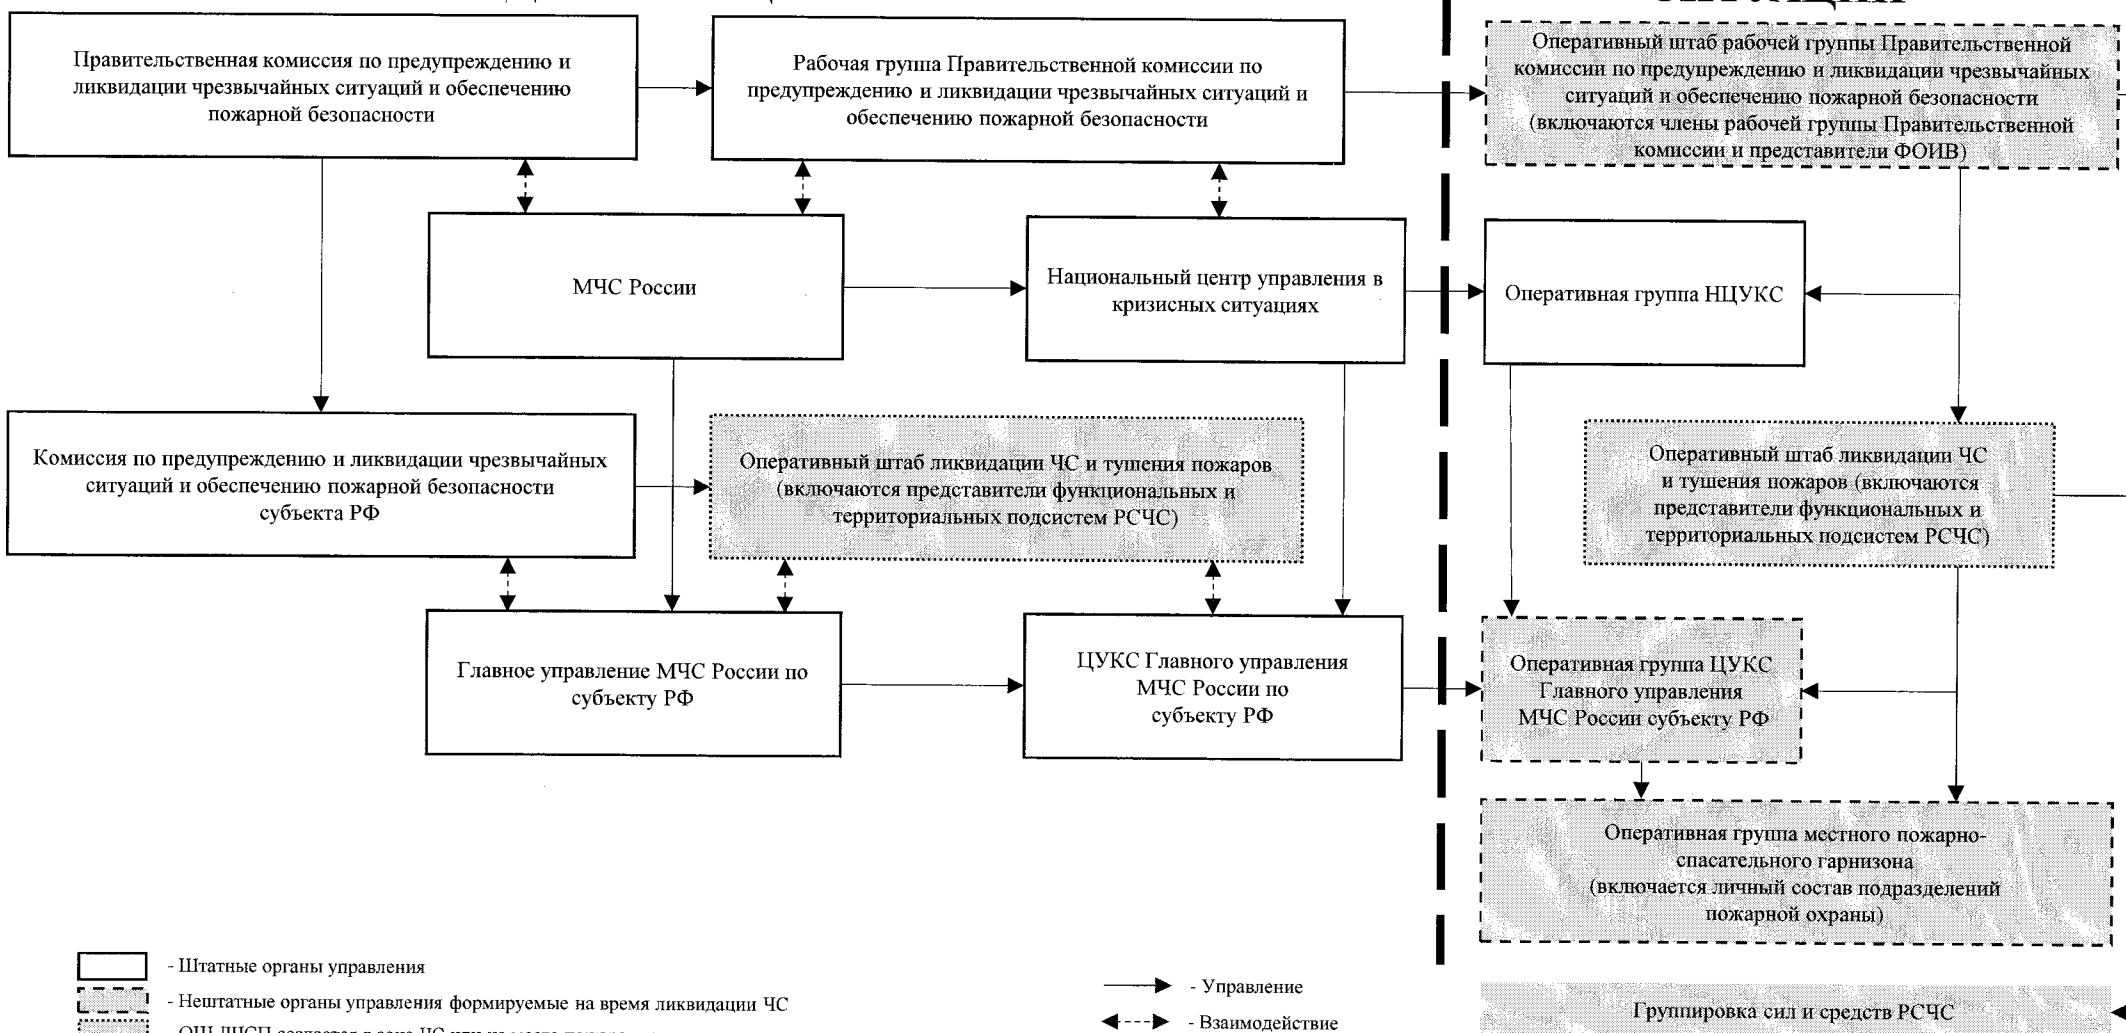 Правительственная комиссия по предупреждению и
ликвидации чрезвычайных ситуаций и обеспечению
пожарной безопасности
Рабочая группа Правительственной комиссии по
предупреждению и ликвидации чрезвычайных ситуаций и
обеспечению пожарной безопасности
Оперативный штаб рабочей группы Правительственной
комиссии по предупреждению и ликвидации чрезвычайных
ситуаций и обеспечению пожарной безопасности
(включаются члены рабочей группы Правительственной
комиссии и представители ФОИВ)
МЧС России
Национальный центр управления в
кризисных ситуациях
Оперативная группа НЦУКС
Комиссия по предупреждению и ликвидации чрезвычайных
ситуаций и обеспечению пожарной безопасности
субъекта РФ
Оперативный штаб ликвидации ЧС и тушения пожаров
(включаются представители функциональных и
территориальных подсистем РСЧС)
Оперативный штаб ликвидации ЧС
и тушения пожаров (включаются
представители функциональных и
территориальных подсистем РСЧС)
Главное управление МЧС России по
субъекту РФ
ЦУКС Главного управления
МЧС России по
субъекту РФ
Оперативная группа ЦУКС
Главного управления
МЧС России субъекту РФ
Оперативная группа местного пожарно-
спасательного гарнизона
(включается личный состав подразделений
пожарной охраны)
- Штатные органы управления
- Нештатные органы управления формируемые на время ликвидации ЧС
- Управление
- Взаимодействие
Группировка сил и средств РСЧС